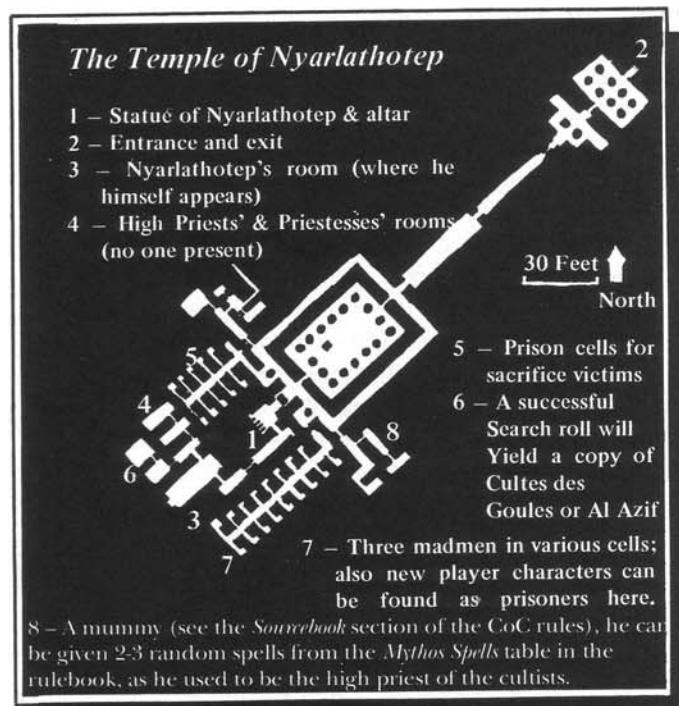 The Temple of Nyarlathotep
2
1 – Statue of Nyarlathotep & altar
2 – Entrance and exit
3 – Nyarlathotep's room (where he
himself appears)
4 – High Priests' & Priestesses' rooms
(no one present)
30 Feet
North
5
4
6
1
8
3
7
5 – Prison cells for
sacrifice victims
6 – A successful
Search roll will
Yield a copy of
Cultes des
Goules or Al Azif
7 – Three madmen in various cells;
also new player characters can
be found as prisoners here.
8 – A mummy (see the Sourcebook section of the CoC rules), he can
be given 2-3 random spells from the Mythos Spells table in the
rulebook, as he used to be the high priest of the cultists.